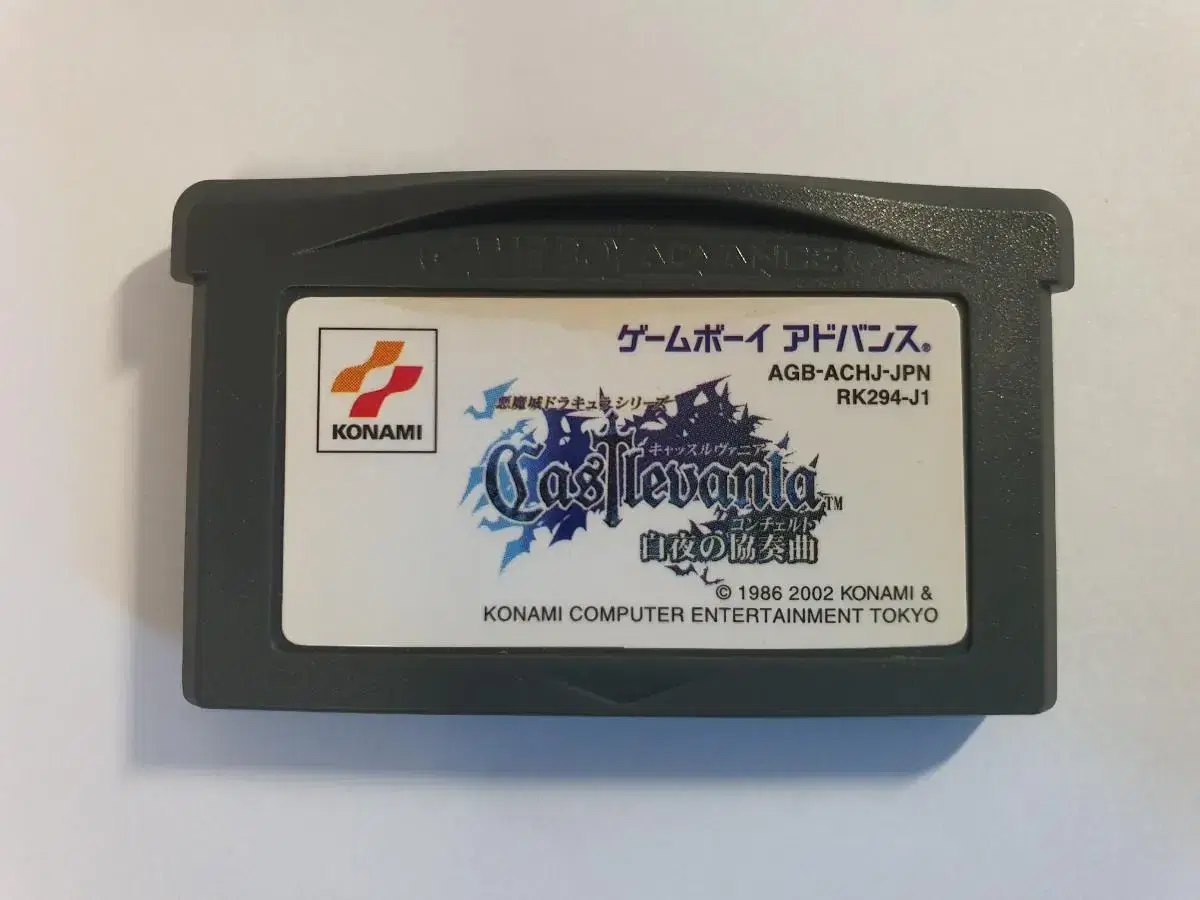 GAME BOY ADVANCE
KONAMI
ゲームボーイ アドバンス®
AGB-ACHJ-JPN
RK294-J1
悪魔城ドラキュラ シリーズ
キャッスルヴァニア
Castlevania™
コンチェルト
白夜の協奏曲
© 1986 2002 KONAMI &
KONAMI COMPUTER ENTERTAINMENT TOKYO